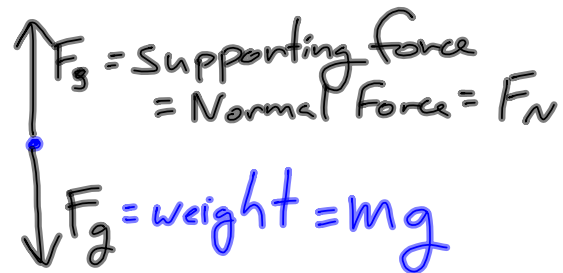 Fs = Supporting force
= Normal Force = FN
Fg = weight = mg